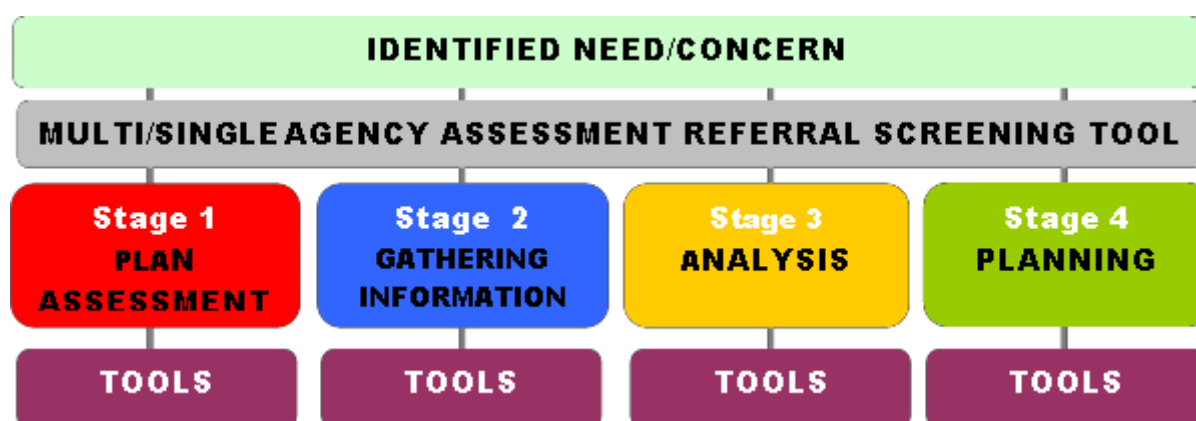 IDENTIFIED NEED/CONCERN
MULTI/SINGLE AGENCY ASSESSMENT REFERRAL SCREENING TOOL
Stage 1
PLAN
ASSESSMENT
Stage 2
GATHERING
INFORMATION
Stage 3
ANALYSIS
Stage 4
PLANNING
TOOLS
TOOLS
TOOLS
TOOLS